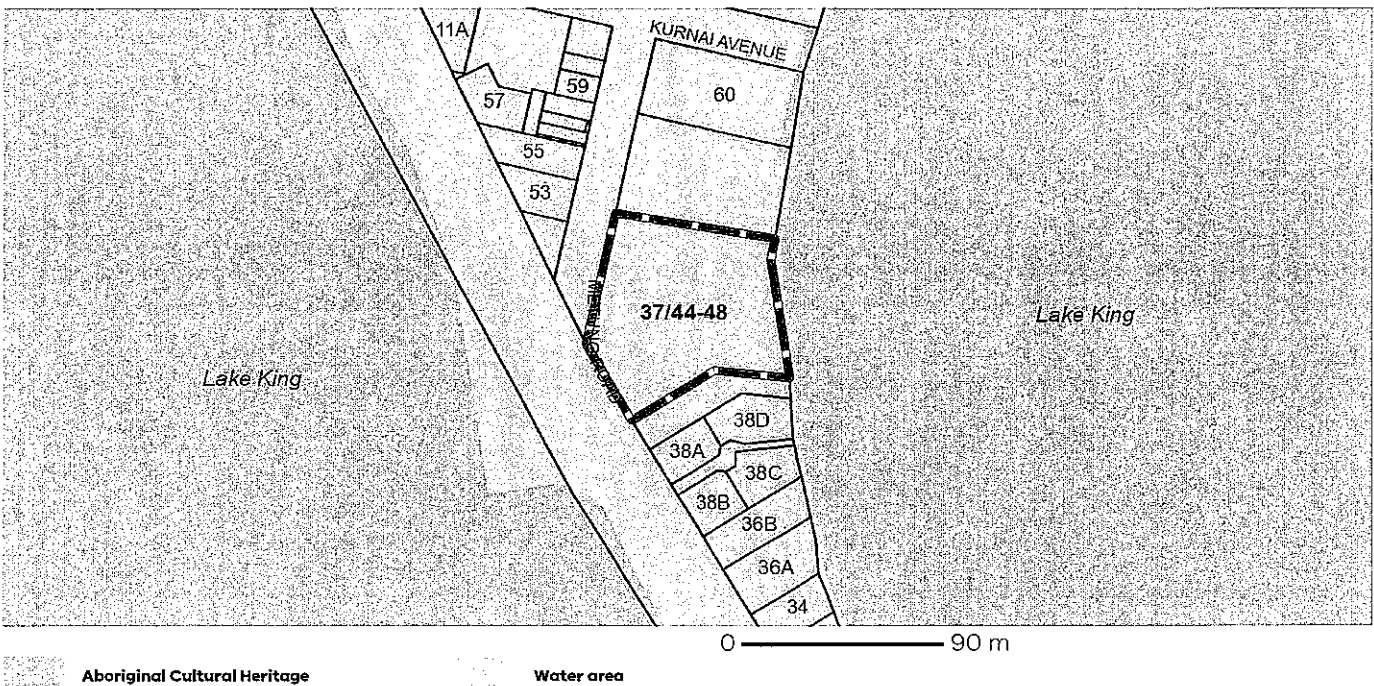 11A
KURNAI AVENUE
59
60
57
55
53
37/44-48
Lake King
Lake King
38D
38A
38C
38B
36B
36A
34
0 90 m
Aboriginal Cultural Heritage
Water area